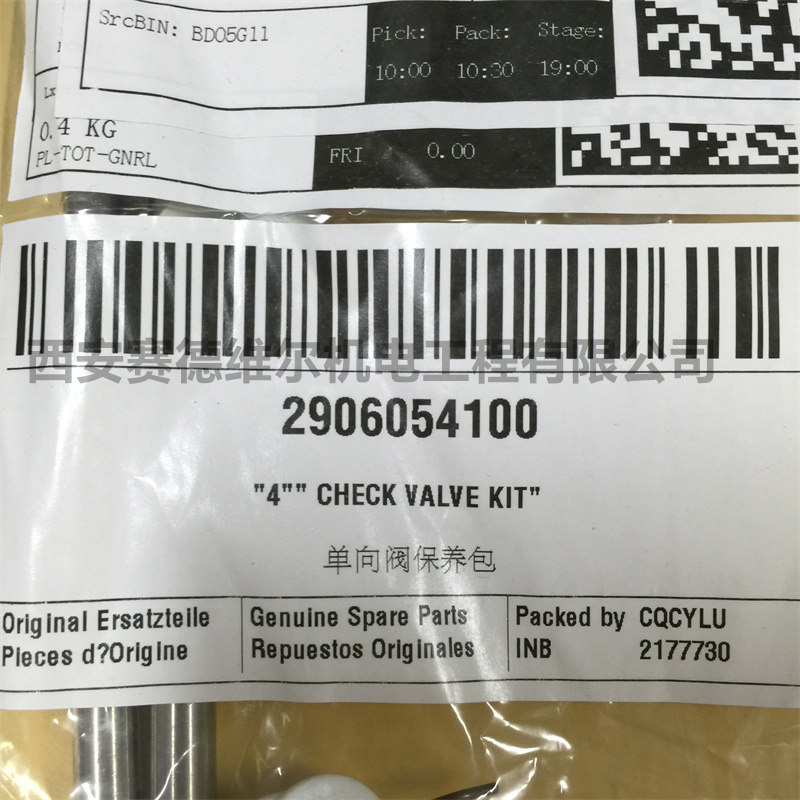 SrcBIN: BD05G11
Pick: Pack: Stage:
10:00 10:30 19:00
0.4 KG
PL-TOT-GNRL
FRI 0.00
西安赛德维尔机电工程有限公司
2906054100
"4"" CHECK VALVE KIT"
单向阀保养包
Original Ersatzteile
Pieces d?Origine
Genuine Spare Parts
Repuestos Originales
Packed by CQCYLU
INB 2177730